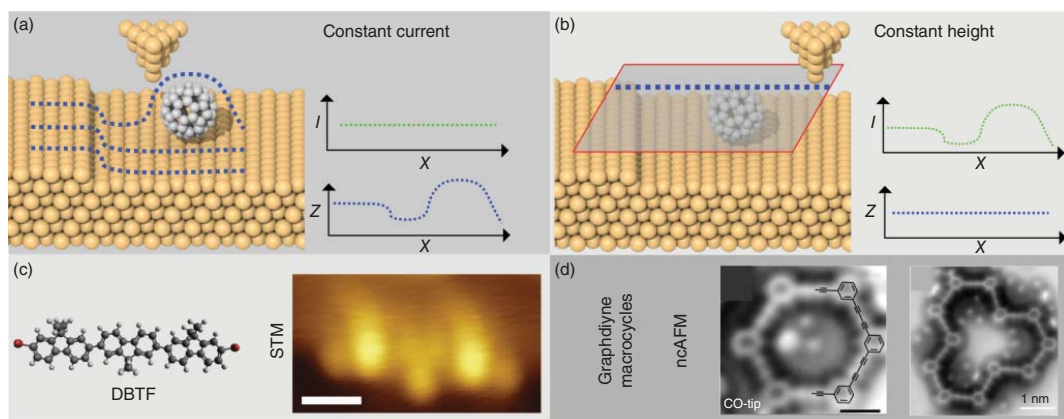 (a)
Constant current
I
X
Z
X
(b)
Constant height
I
X
Z
X
(c)
DBTF
STM
(d)
Graphdiyne
macrocycles
ncAFM
CO-tip
1 nm